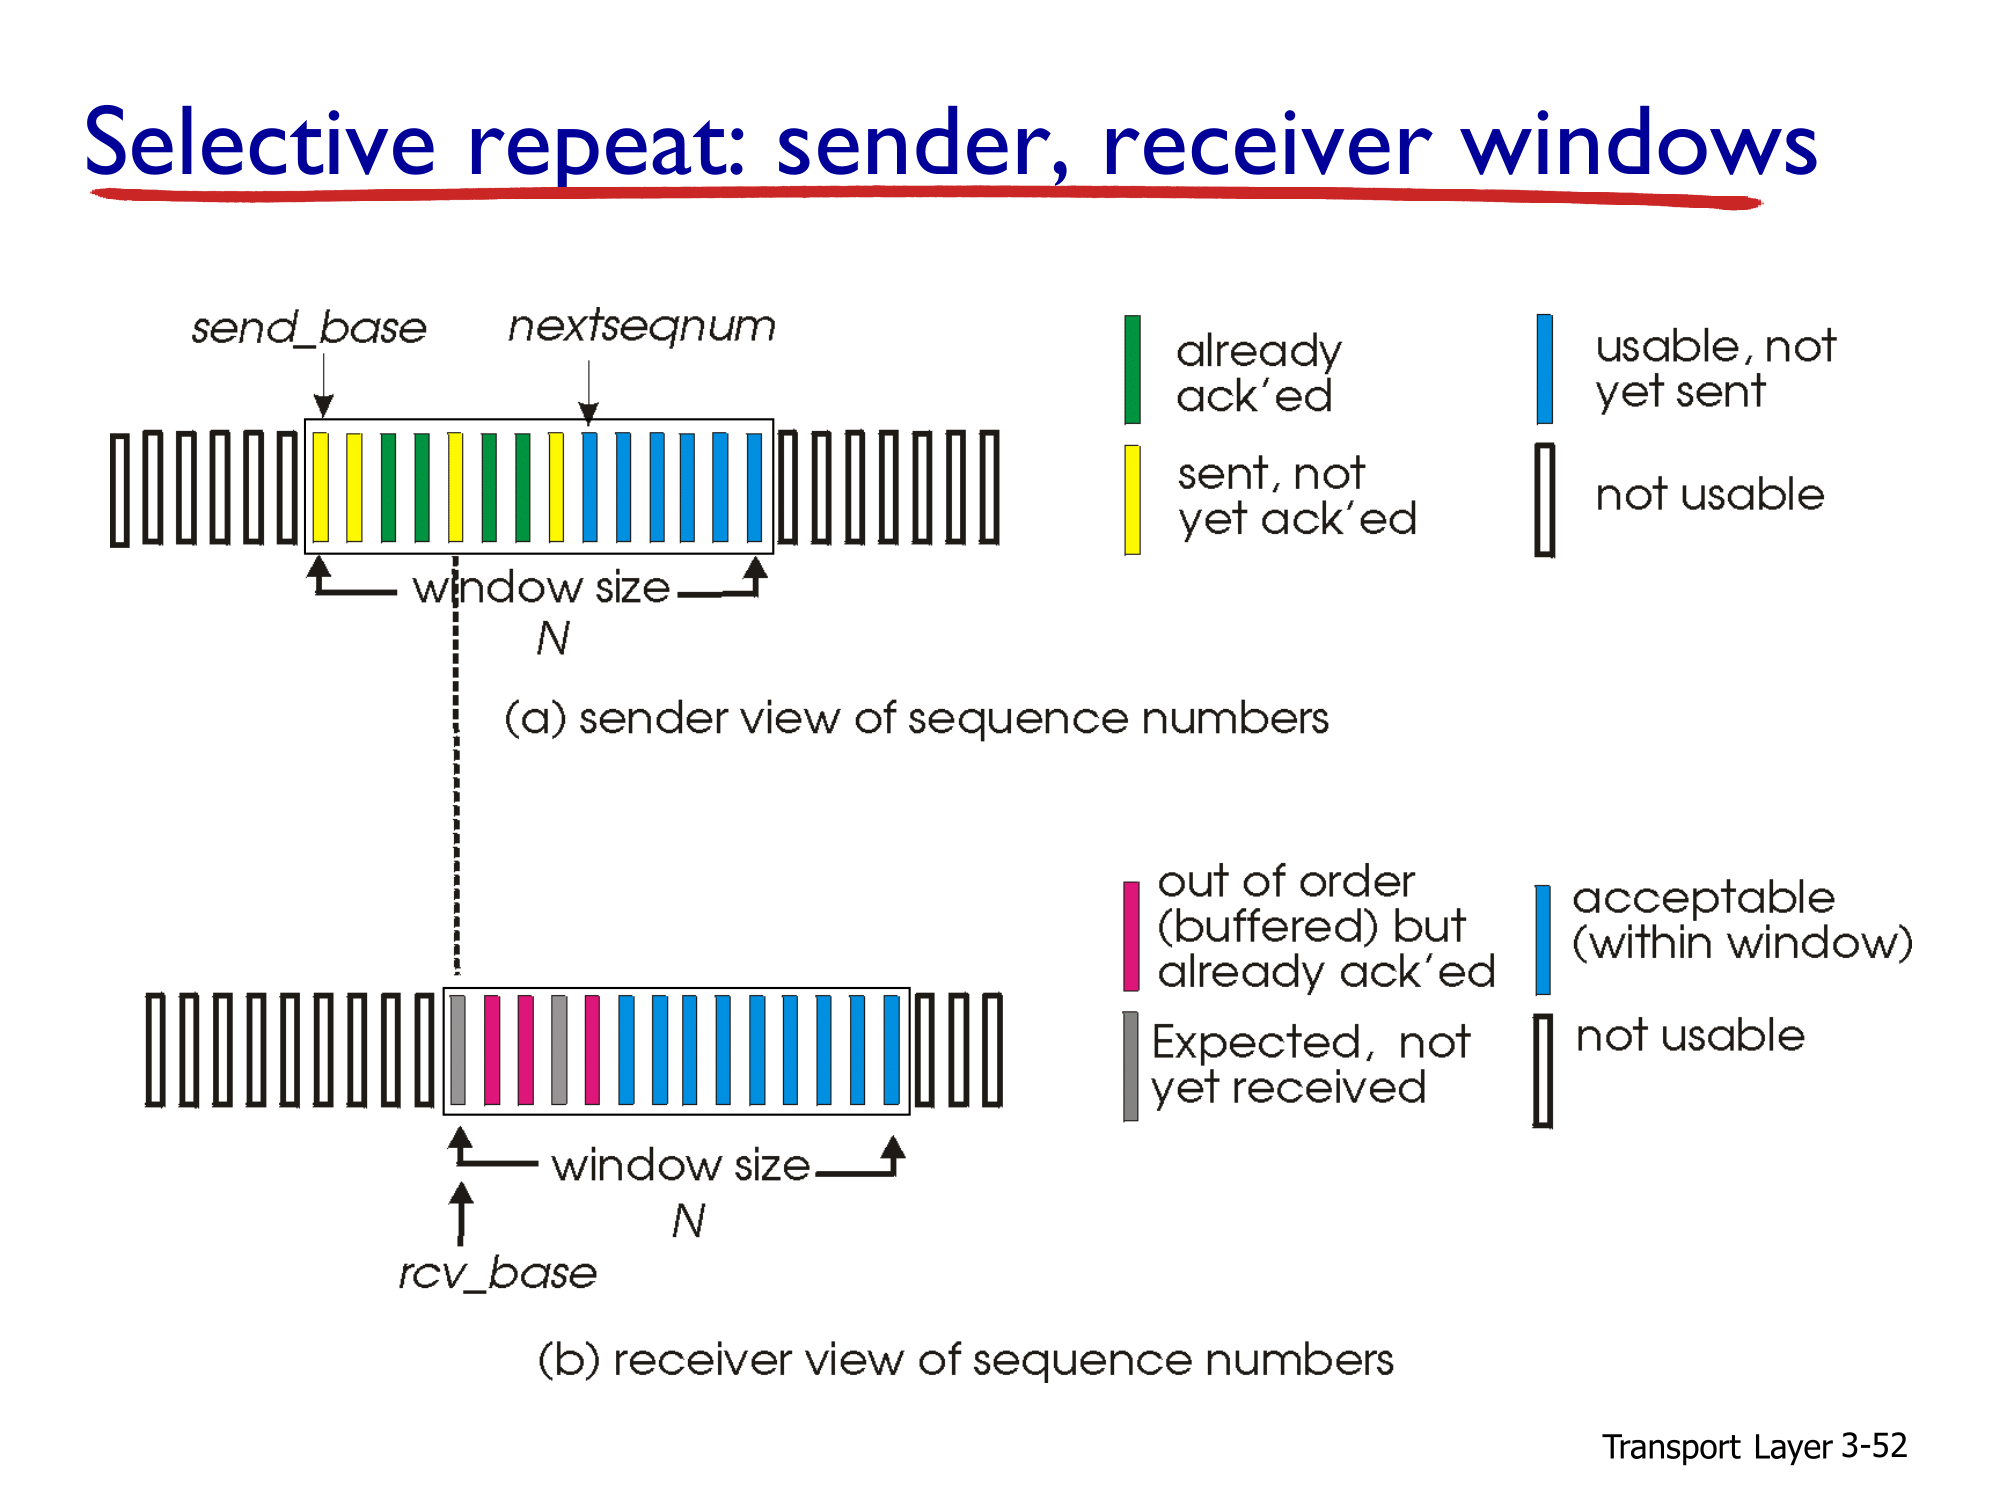 Selective repeat: sender, receiver windows
send_base
nextseqnum
already
ack'ed
usable, not
yet sent
sent, not
yet ack'ed
not usable
window size
N
(a) sender view of sequence numbers
out of order
(buffered) but
already ack'ed
acceptable
(within window)
Expected, not
yet received
not usable
window size
N
rcv_base
(b) receiver view of sequence numbers
Transport Layer 3-52